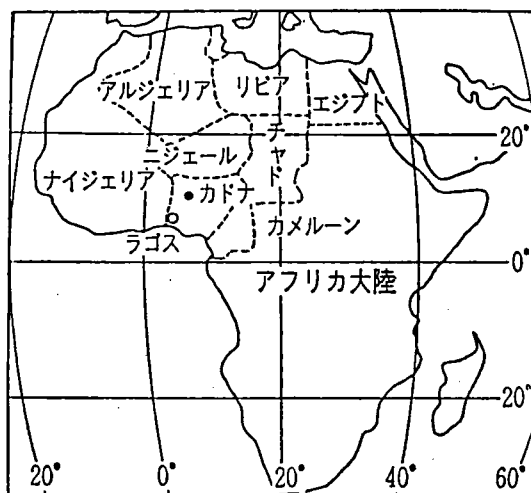 アルジェリア
リビア
エジプト
20°
ニジェール
チャド
ナイジェリア
カドナ
カメルーン
ラゴス
0°
アフリカ大陸
20°
20°
0°
20°
40°
60°